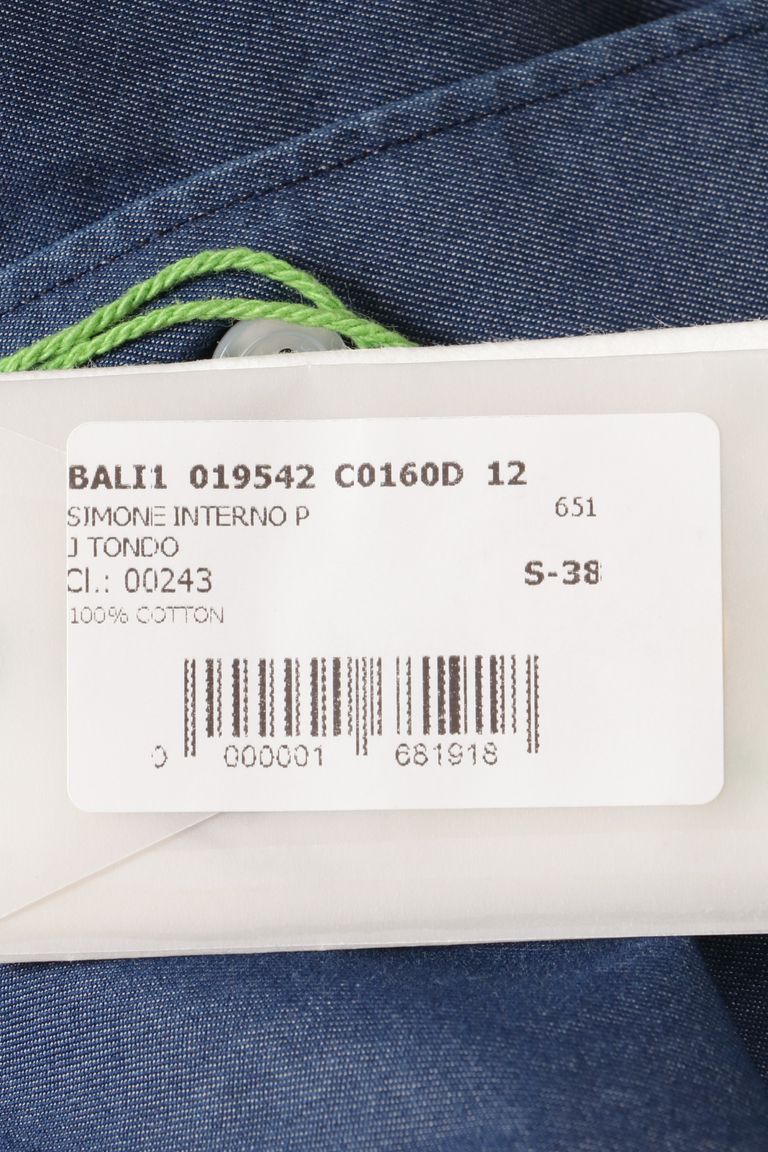 BALI1 019542 C0160D 12
SIMONE INTERNO P 651
J TONDO
Cl.: 00243 S-38
100% COTTON
0 000001 681918